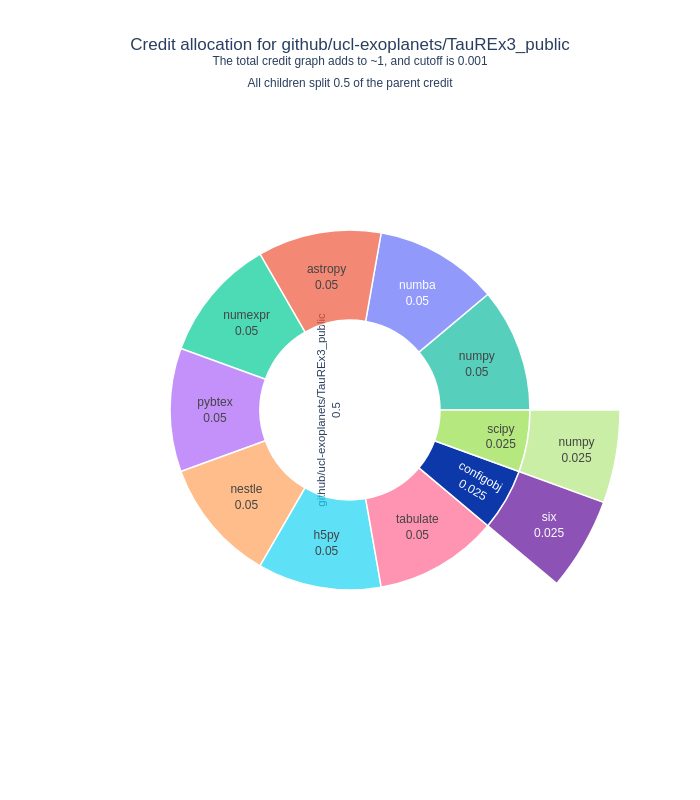 Credit allocation for github/ucl-exoplanets/TauREx3_public
The total credit graph adds to ~1, and cutoff is 0.001
All children split 0.5 of the parent credit
astropy
0.05
numba
0.05
numexpr
0.05
numpy
0.05
pybtex
0.05
github/ucl-exoplanets/TauREx3_public
0.5
scipy
0.025
numpy
0.025
configobj
0.025
nestle
0.05
h5py
0.05
tabulate
0.05
six
0.025